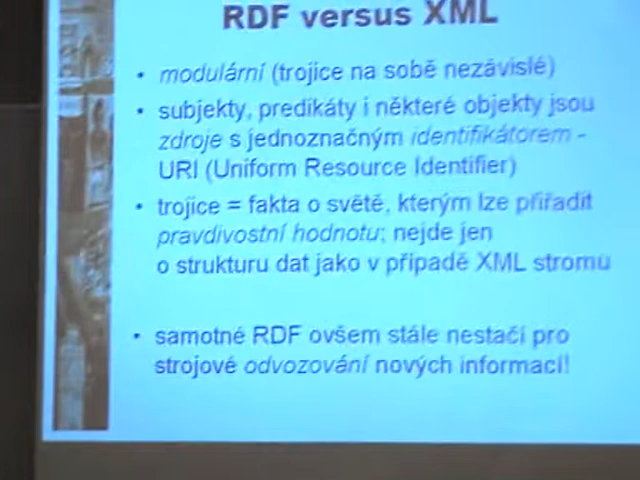 RDF versus XML
• modulární (trojice na sobě nezávislé)
• subjekty, predikáty i některé objekty jsou
zdroje s jednoznačným identifikátorem -
URI (Uniform Resource Identifier)
• trojice = fakta o světě, kterým lze přiřadit
pravdivostní hodnotu; nejde jen
o strukturu dat jako v případě XML stromu
• samotné RDF ovšem stále nestačí pro
strojové odvozování nových informací!